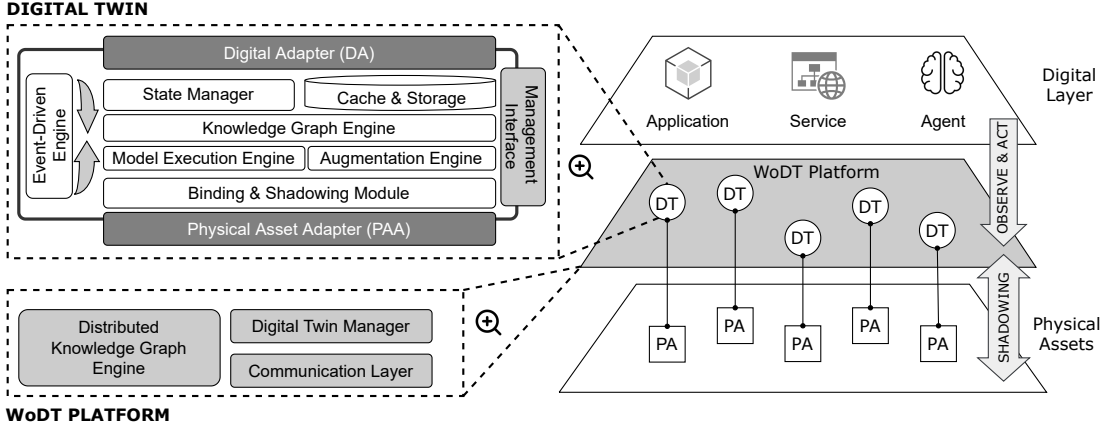 DIGITAL TWIN
Digital Adapter (DA)
Event-Driven
Engine
State Manager
Cache & Storage
Management
Interface
Knowledge Graph Engine
Model Execution Engine
Augmentation Engine
Binding & Shadowing Module
Physical Asset Adapter (PAA)
Distributed
Knowledge Graph
Engine
Digital Twin Manager
Communication Layer
WoDT PLATFORM
Application
Service
Agent
Digital
Layer
OBSERVE & ACT
WoDT Platform
DT
DT
DT
DT
DT
SHADOWING
PA
PA
PA
PA
PA
Physical
Assets